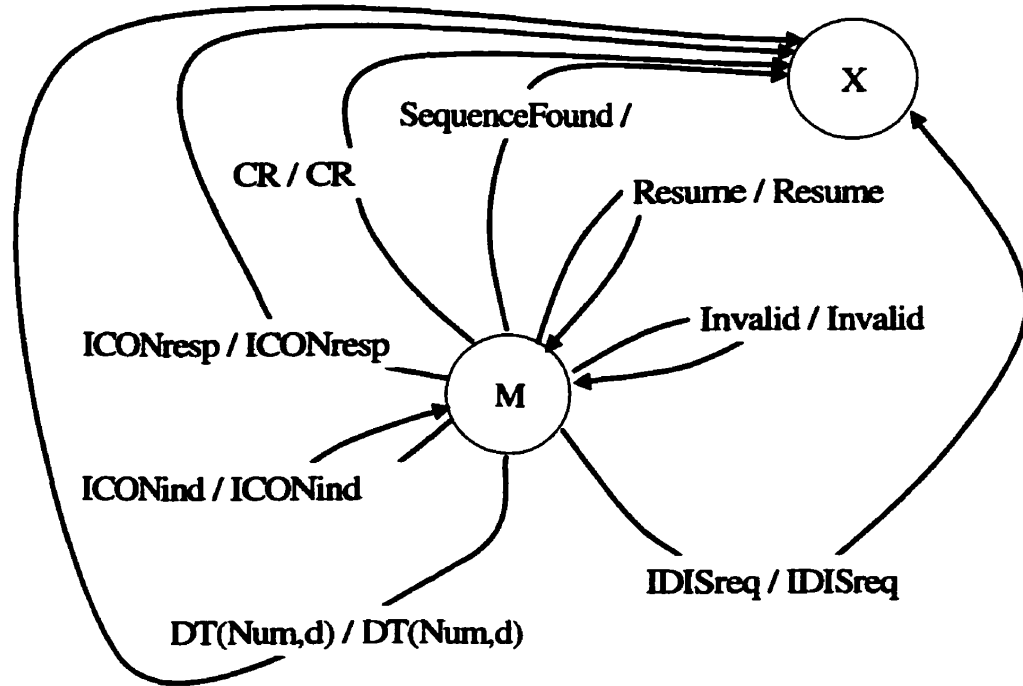 X
SequenceFound /
CR / CR
Resume / Resume
Invalid / Invalid
ICONresp / ICONresp
M
ICONind / ICONind
IDISreq / IDISreq
DT(Num,d) / DT(Num,d)